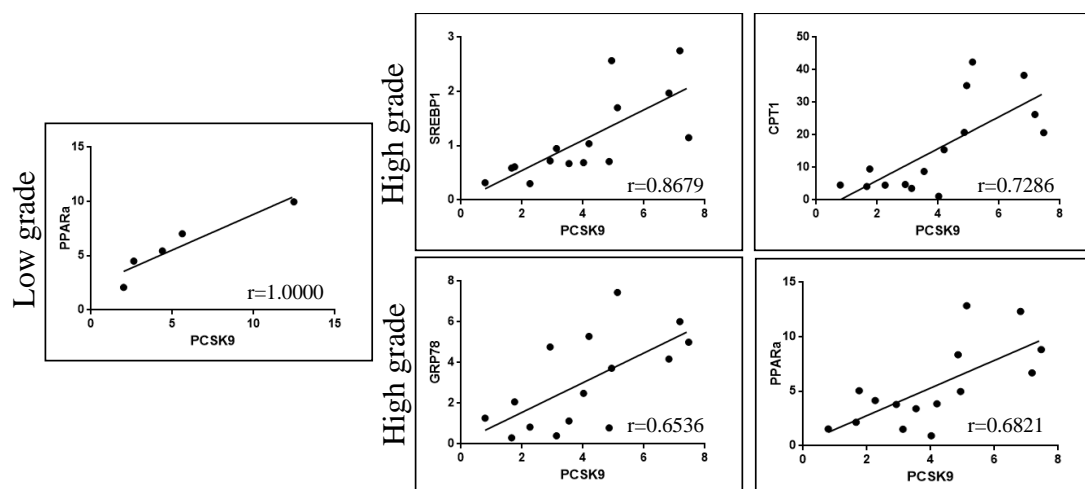 Low grade
PPARa
15
10
5
0
0 5 10 15
PCSK9
r=1.0000
High grade
SREBP1
3
2
1
0
0 2 4 6 8
PCSK9
r=0.8679
CPT1
50
40
30
20
10
0
0 2 4 6 8
PCSK9
r=0.7286
High grade
GRP78
8
6
4
2
0
0 2 4 6 8
PCSK9
r=0.6536
PPARa
15
10
5
0
0 2 4 6 8
PCSK9
r=0.6821